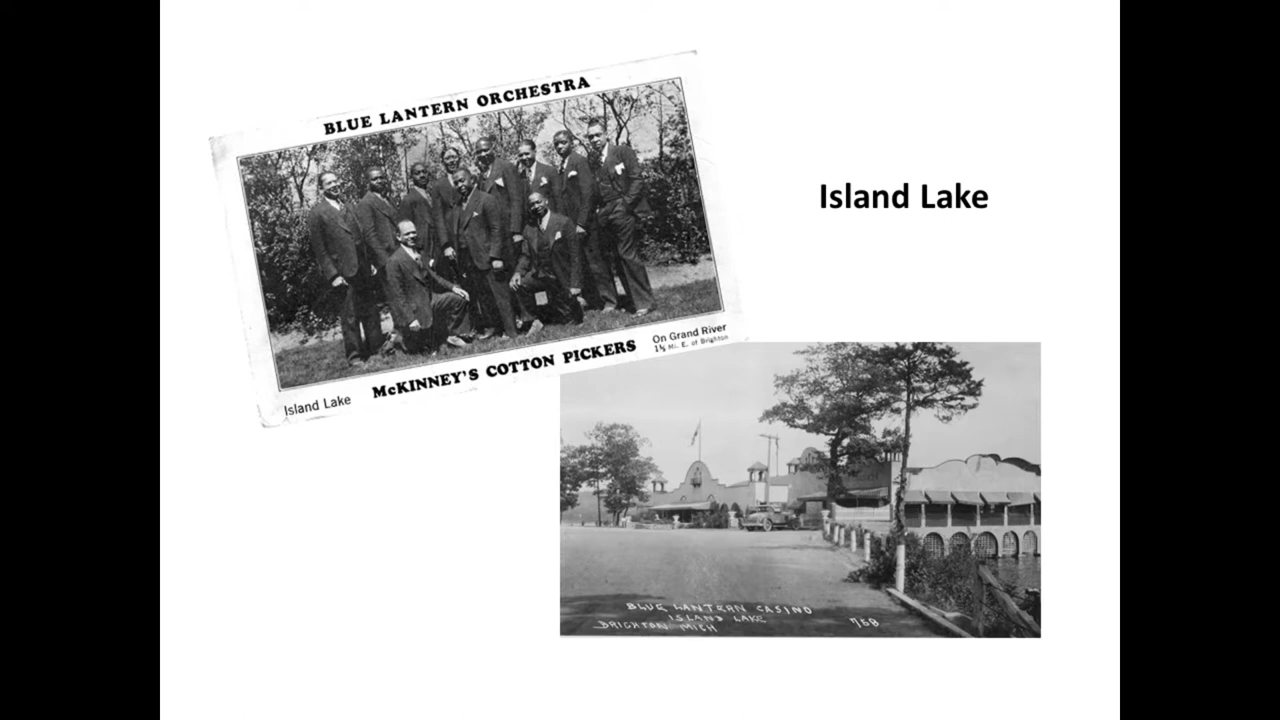 BLUE LANTERN ORCHESTRA
McKINNEY'S COTTON PICKERS
Island Lake
On Grand River
1½ Mi. E. of Brighton
Island Lake
BLUE LANTERN CASINO
ISLAND LAKE
BRIGHTON MICH
758